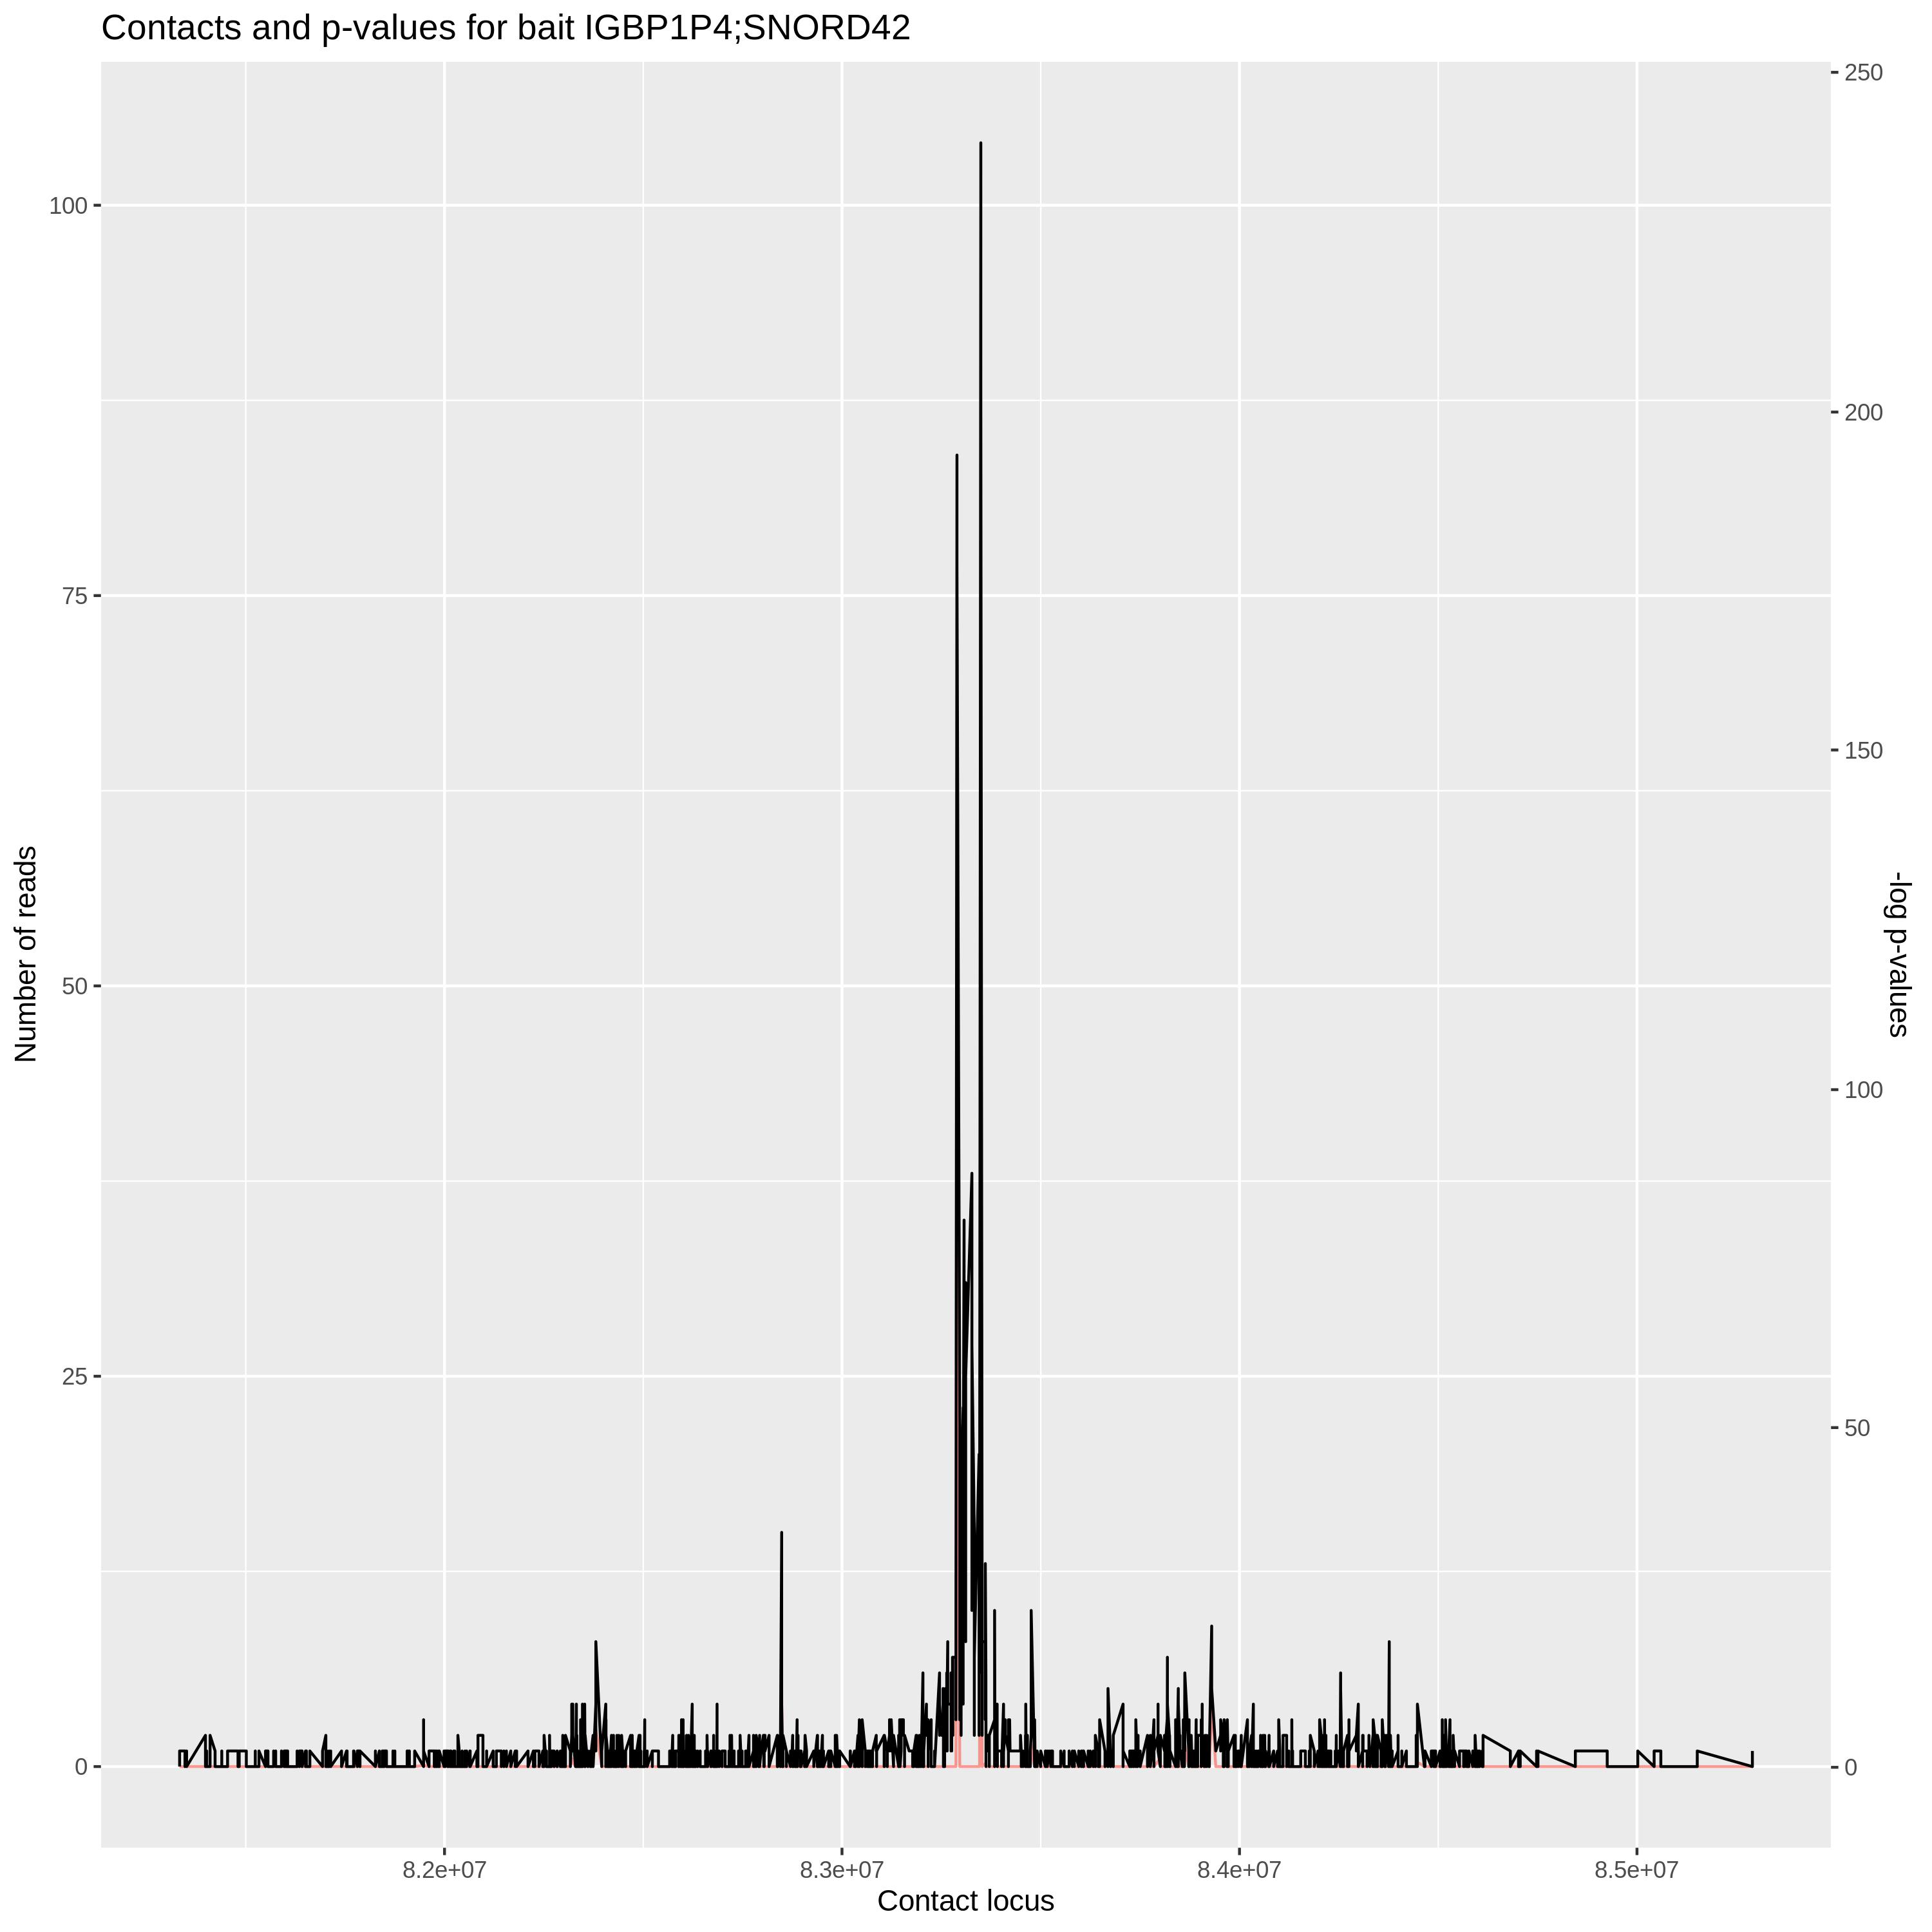 Contacts and p-values for bait IGBP1P4;SNORD42
250
100
200
75
150
Number of reads
-log p-values
50
100
25
50
0
0
8.2e+07
8.3e+07
8.4e+07
8.5e+07
Contact locus